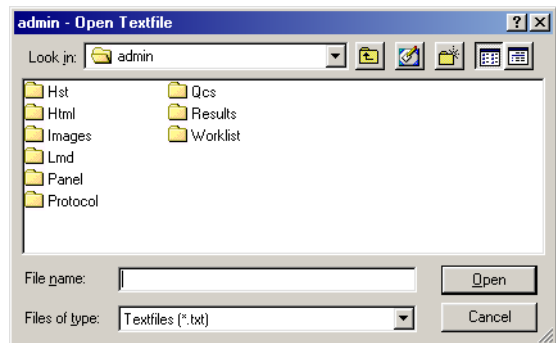 admin - Open Textfile
Look in: admin
Hst
Html
Images
Lmd
Panel
Protocol
Qcs
Results
Worklist
File name:
Open
Files of type: Textfiles (*.txt)
Cancel